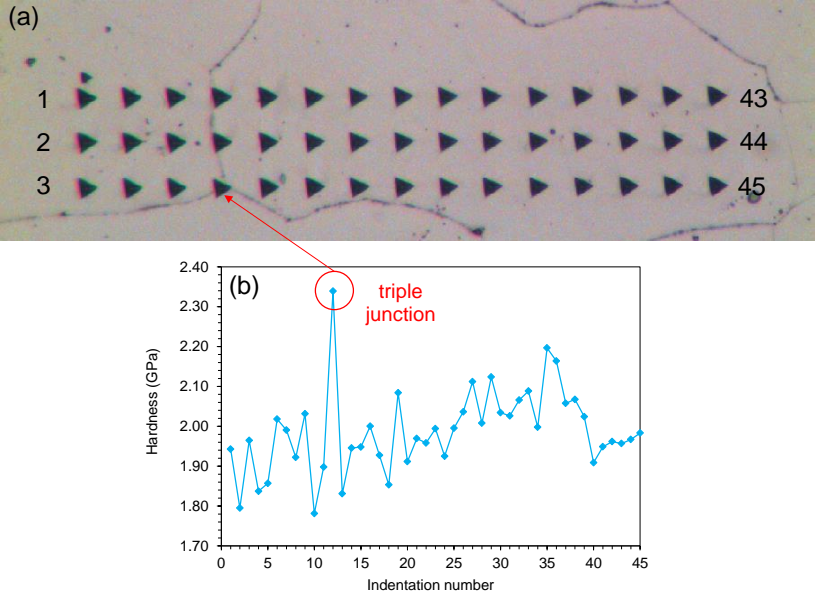 (a)
1 43
2 44
3 45
(b)
triple
junction
2.40
2.30
2.20
2.10
2.00
1.90
1.80
1.70
Hardness (GPa)
0 5 10 15 20 25 30 35 40 45
Indentation number